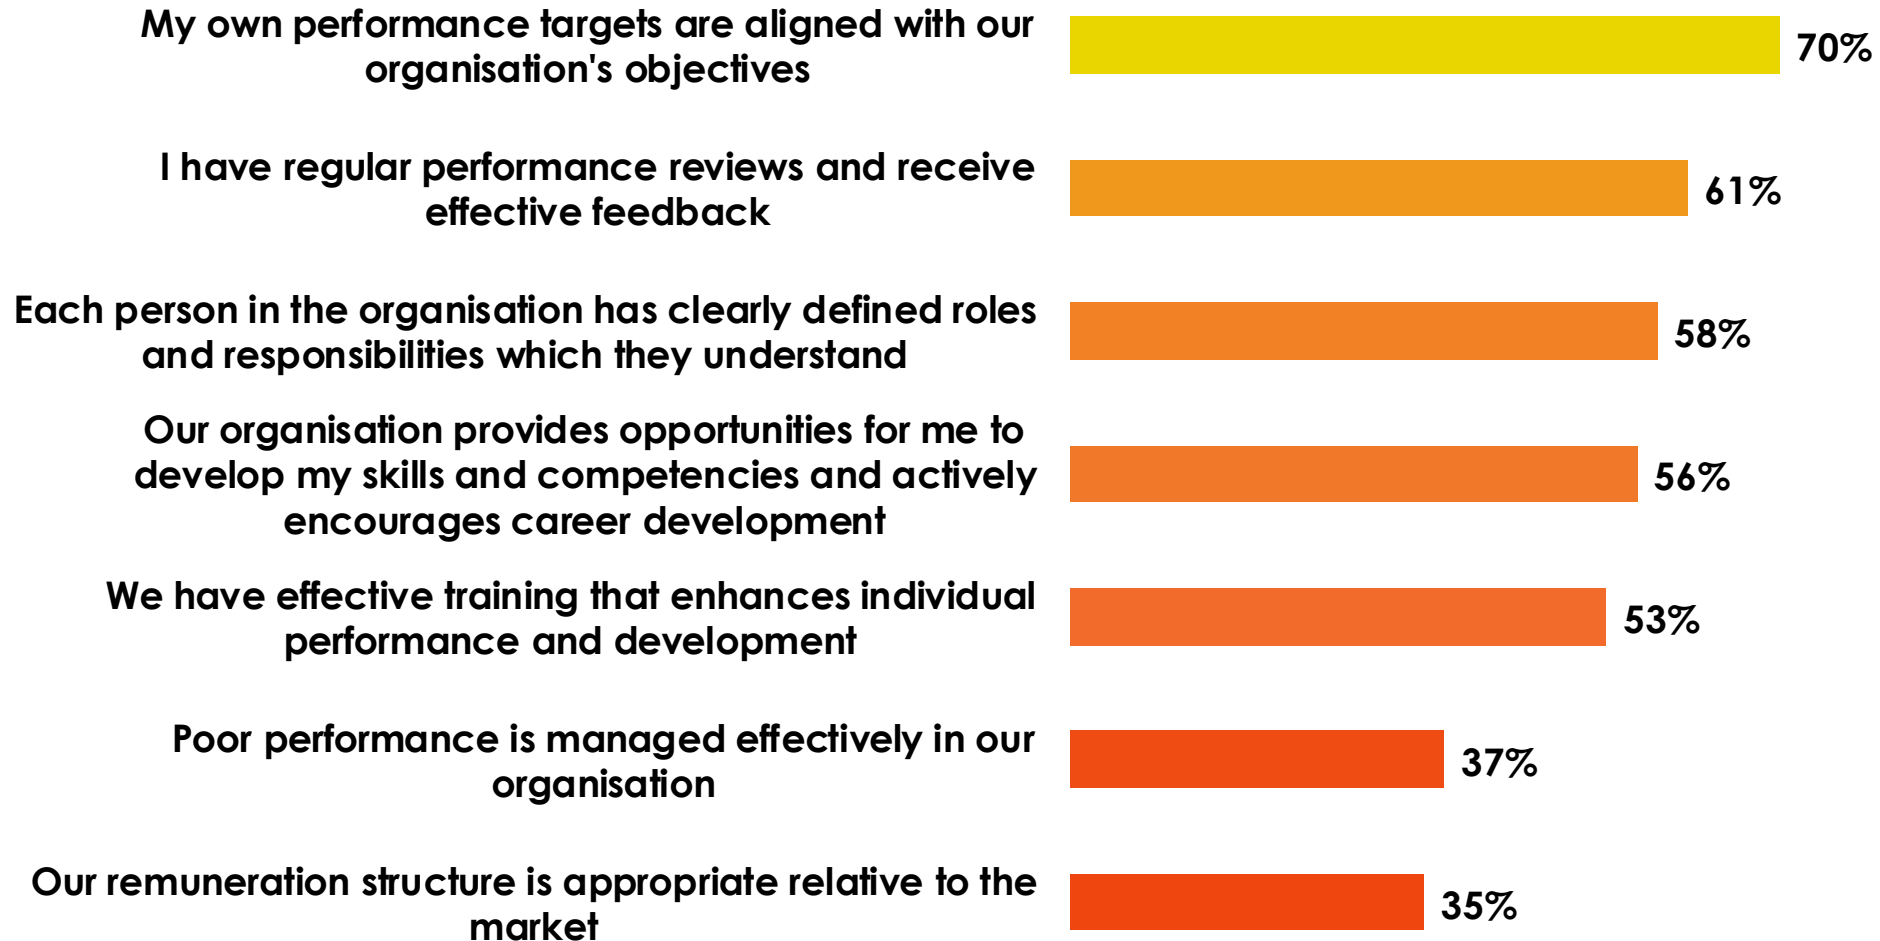 My own performance targets are aligned with our
organisation's objectives
70%
I have regular performance reviews and receive
effective feedback
61%
Each person in the organisation has clearly defined roles
and responsibilities which they understand
58%
Our organisation provides opportunities for me to
develop my skills and competencies and actively
encourages career development
56%
We have effective training that enhances individual
performance and development
53%
Poor performance is managed effectively in our
organisation
37%
Our remuneration structure is appropriate relative to the
market
35%